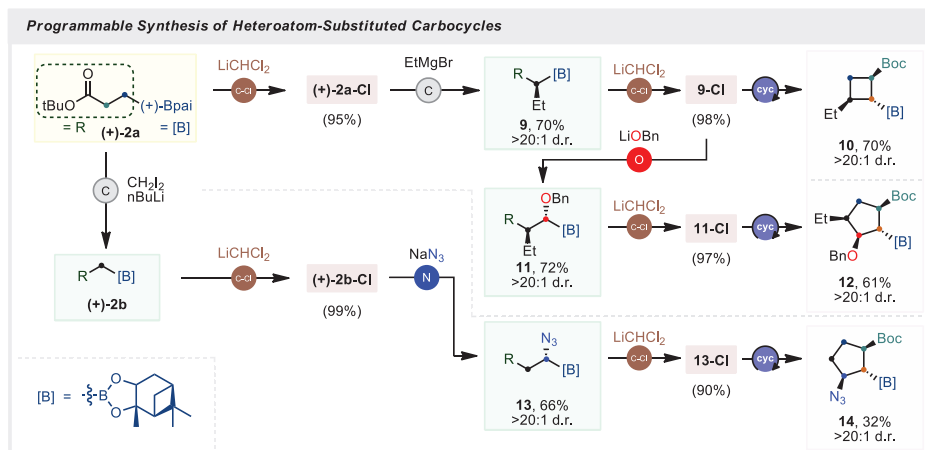 Programmable Synthesis of Heteroatom-Substituted Carbocycles
O
tBuO
(+)-Bpai
= R
(+)-2a
= [B]
LiCHCl2
C-Cl
(+)-2a-Cl
(95%)
EtMgBr
C
R
[B]
Et
9, 70%
>20:1 d.r.
LiCHCl2
C-Cl
9-Cl
(98%)
cyc
Boc
Et
[B]
10, 70%
>20:1 d.r.
C
CH2I2
nBuLi
LiOBn
O
OBn
R
[B]
Et
11, 72%
>20:1 d.r.
LiCHCl2
C-Cl
11-Cl
(97%)
cyc
Boc
Et
[B]
BnO
12, 61%
>20:1 d.r.
R
[B]
(+)-2b
LiCHCl2
C-Cl
(+)-2b-Cl
(99%)
NaN3
N
N3
R
[B]
13, 66%
>20:1 d.r.
LiCHCl2
C-Cl
13-Cl
(90%)
cyc
Boc
[B]
N3
14, 32%
>20:1 d.r.
[B] =
O
B
O